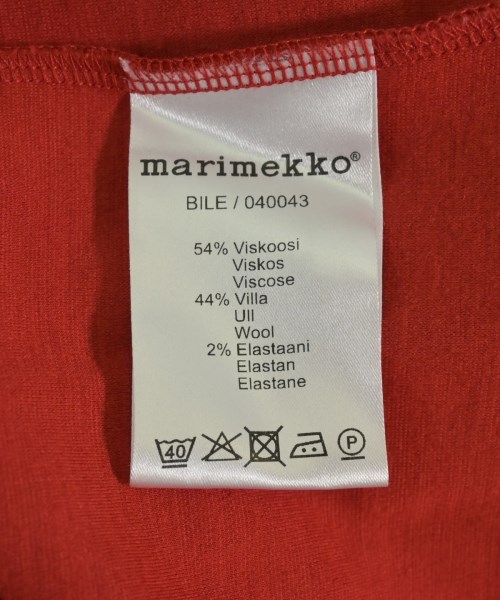 marimekko®
BILE / 040043
54% Viskoosi
Viskos
Viscose
44% Villa
Ull
Wool
2% Elastaani
Elastan
Elastane
40
P